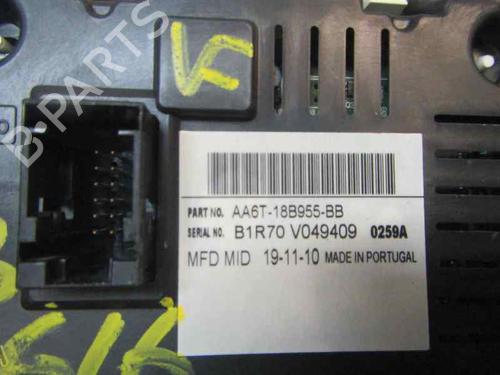 B-Parts
PART NO. AA6T-18B955-BB
SERIAL NO. B1R70 V049409 0259A
MFD MID 19-11-10 MADE IN PORTUGAL